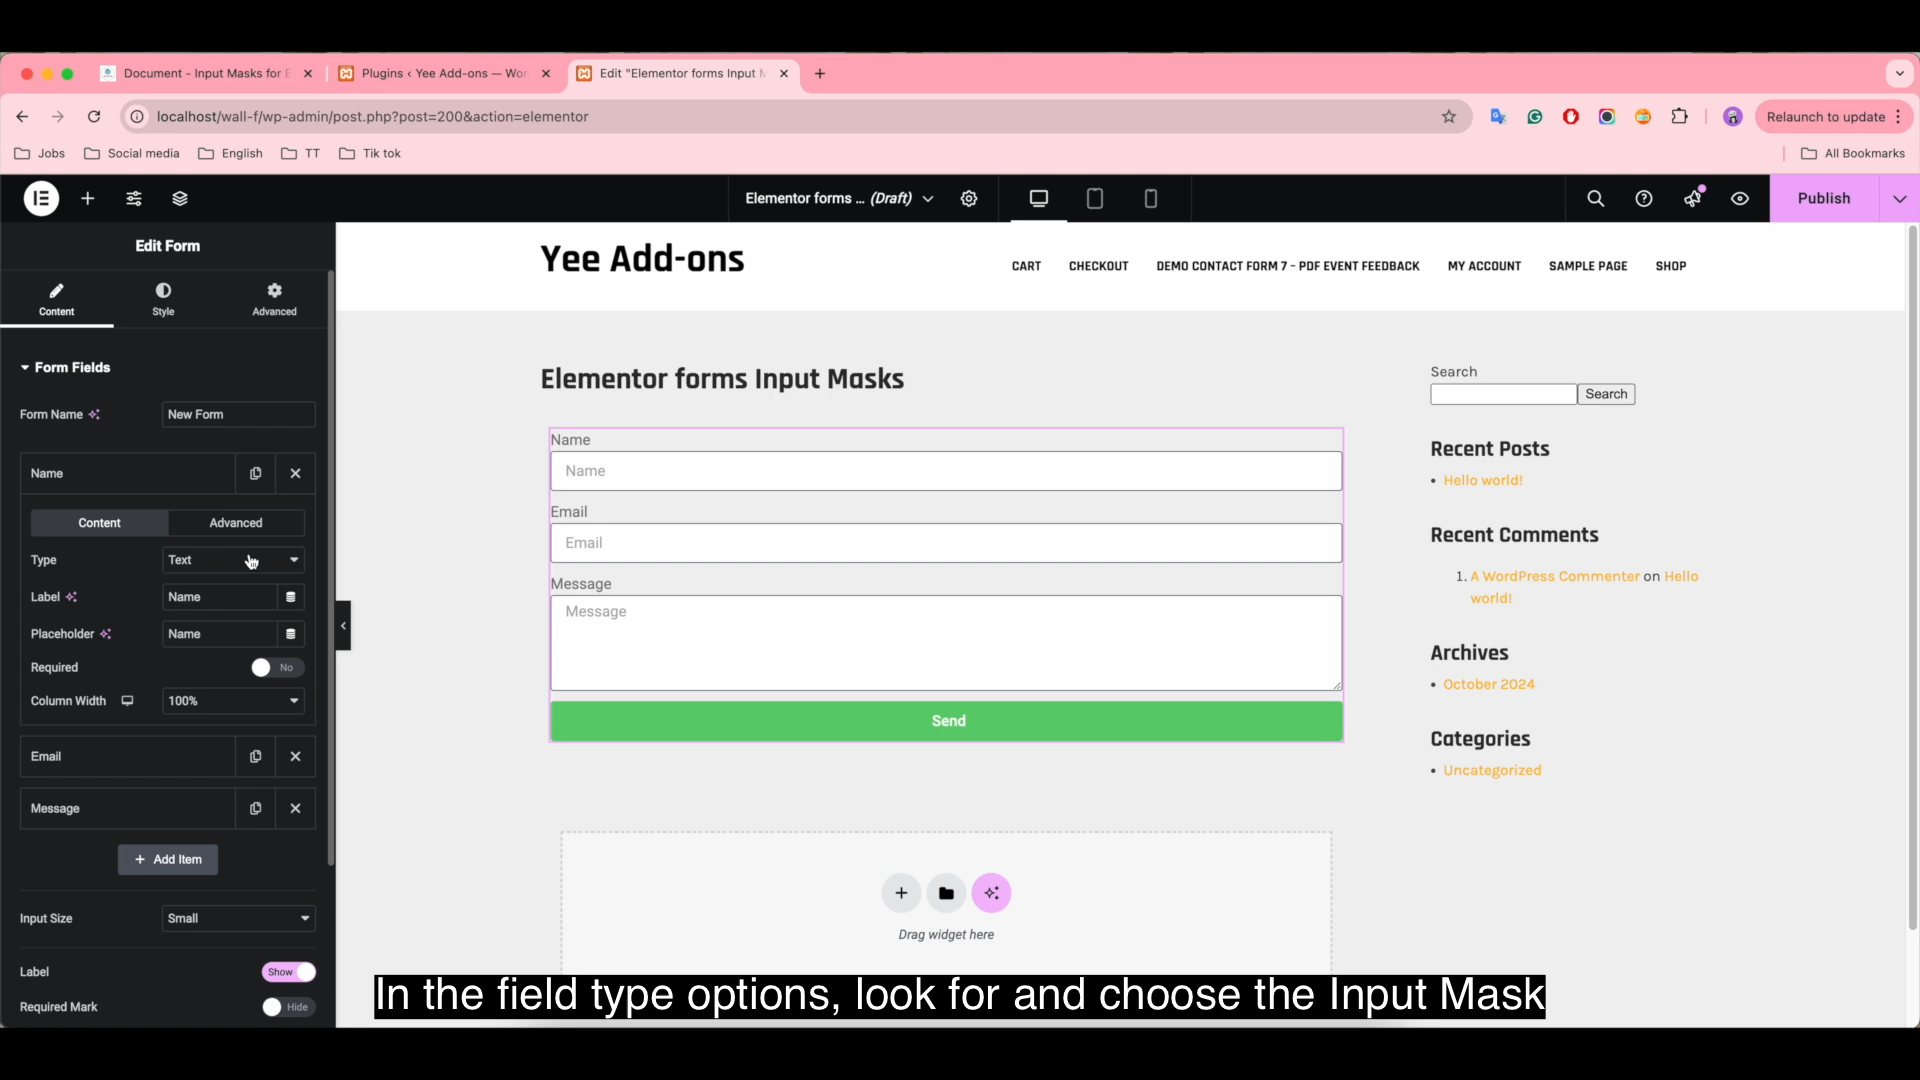 Document - Input Masks for E
Plugins ‹ Yee Add-ons — Wor
Edit "Elementor forms Input M
localhost/wall-f/wp-admin/post.php?post=200&action=elementor
Relaunch to update
Jobs
Social media
English
TT
Tik tok
All Bookmarks
Elementor forms ... (Draft)
Publish
Edit Form
Content
Style
Advanced
Form Fields
Form Name
New Form
Name
Content
Advanced
Type
Text
Label
Name
Placeholder
Name
Required
No
Column Width
100%
Email
Message
+ Add Item
Input Size
Small
Label
Show
Required Mark
Hide
Yee Add-ons
CART
CHECKOUT
DEMO CONTACT FORM 7 – PDF EVENT FEEDBACK
MY ACCOUNT
SAMPLE PAGE
SHOP
Elementor forms Input Masks
Name
Name
Email
Email
Message
Message
Send
Drag widget here
Search
Search
Recent Posts
• Hello world!
Recent Comments
1. A WordPress Commenter on Hello
world!
Archives
• October 2024
Categories
• Uncategorized
In the field type options, look for and choose the Input Mask